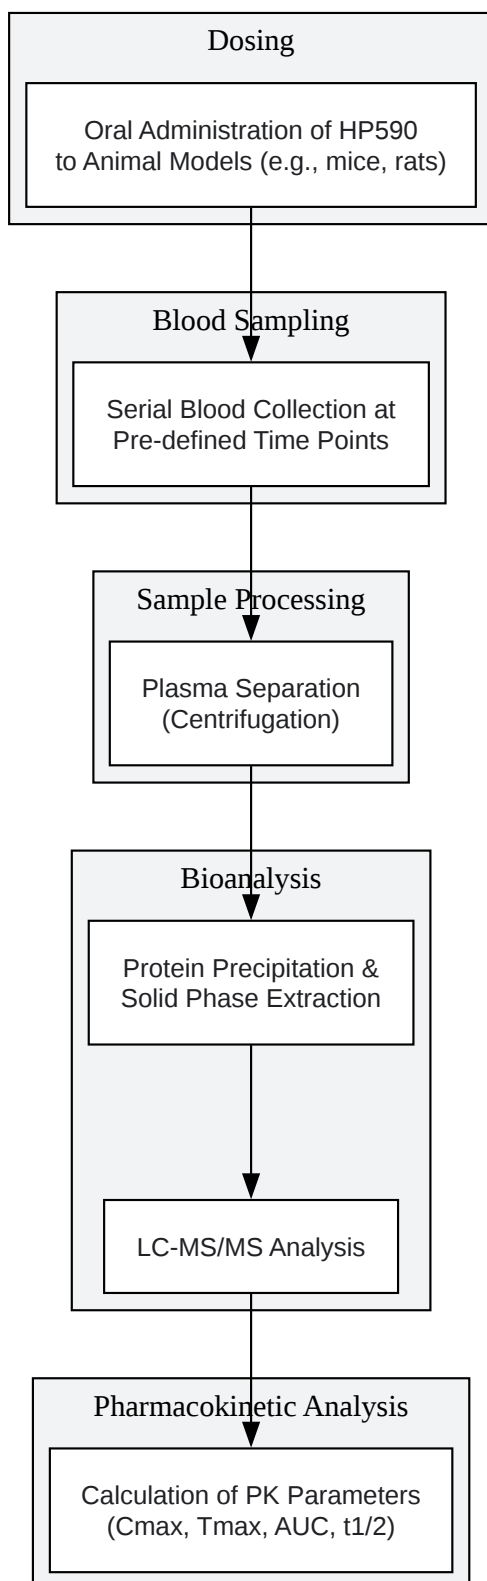 Dosing
Oral Administration of HP590
to Animal Models (e.g., mice, rats)
Blood Sampling
Serial Blood Collection at
Pre-defined Time Points
Sample Processing
Plasma Separation
(Centrifugation)
Bioanalysis
Protein Precipitation &
Solid Phase Extraction
LC-MS/MS Analysis
Pharmacokinetic Analysis
Calculation of PK Parameters
(Cmax, Tmax, AUC, t1/2)